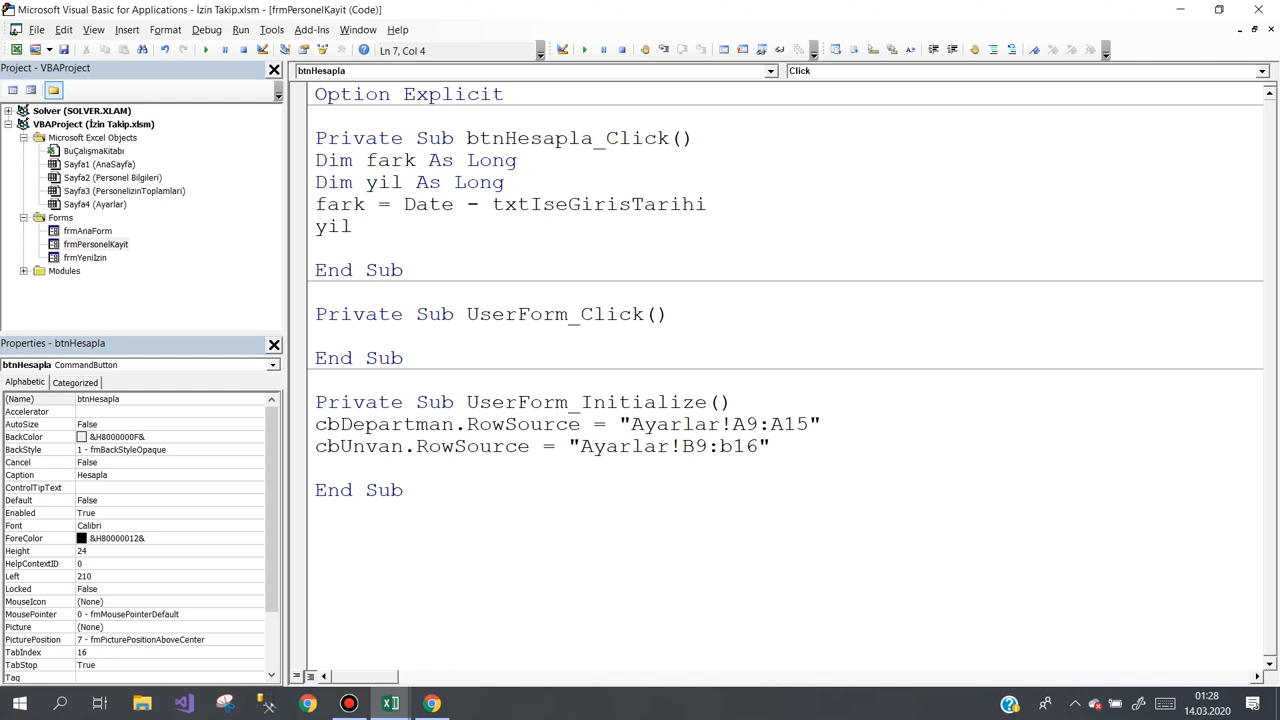 Microsoft Visual Basic for Applications - İzin Takip.xlsm - [frmPersonelKayit (Code)]
File Edit View Insert Format Debug Run Tools Add-Ins Window Help
Ln 7, Col 4
Project - VBAProject
Solver (SOLVER.XLAM)
VBAProject (İzin Takip.xlsm)
Microsoft Excel Objects
BuÇalışmaKitabı
Sayfa1 (AnaSayfa)
Sayfa2 (Personel Bilgileri)
Sayfa3 (PersonelizinToplamlari)
Sayfa4 (Ayarlar)
Forms
frmAnaForm
frmPersonelKayit
frmYeniIzin
Modules
Properties - btnHesapla
btnHesapla CommandButton
Alphabetic Categorized
(Name) btnHesapla
Accelerator
AutoSize False
BackColor &H8000000F&
BackStyle 1 - fmBackStyleOpaque
Cancel False
Caption Hesapla
ControlTipText
Default False
Enabled True
Font Calibri
ForeColor &H80000012&
Height 24
HelpContextID 0
Left 210
Locked False
MouseIcon (None)
MousePointer 0 - fmMousePointerDefault
Picture (None)
PicturePosition 7 - fmPicturePositionAboveCenter
TabIndex 16
TabStop True
Tag
btnHesapla Click
Option Explicit
Private Sub btnHesapla_Click()
Dim fark As Long
Dim yil As Long
fark = Date - txtIseGirisTarihi
yil
End Sub
Private Sub UserForm_Click()
End Sub
Private Sub UserForm_Initialize()
cbDepartman.RowSource = "Ayarlar!A9:A15"
cbUnvan.RowSource = "Ayarlar!B9:b16"
End Sub
01:28
14.03.2020